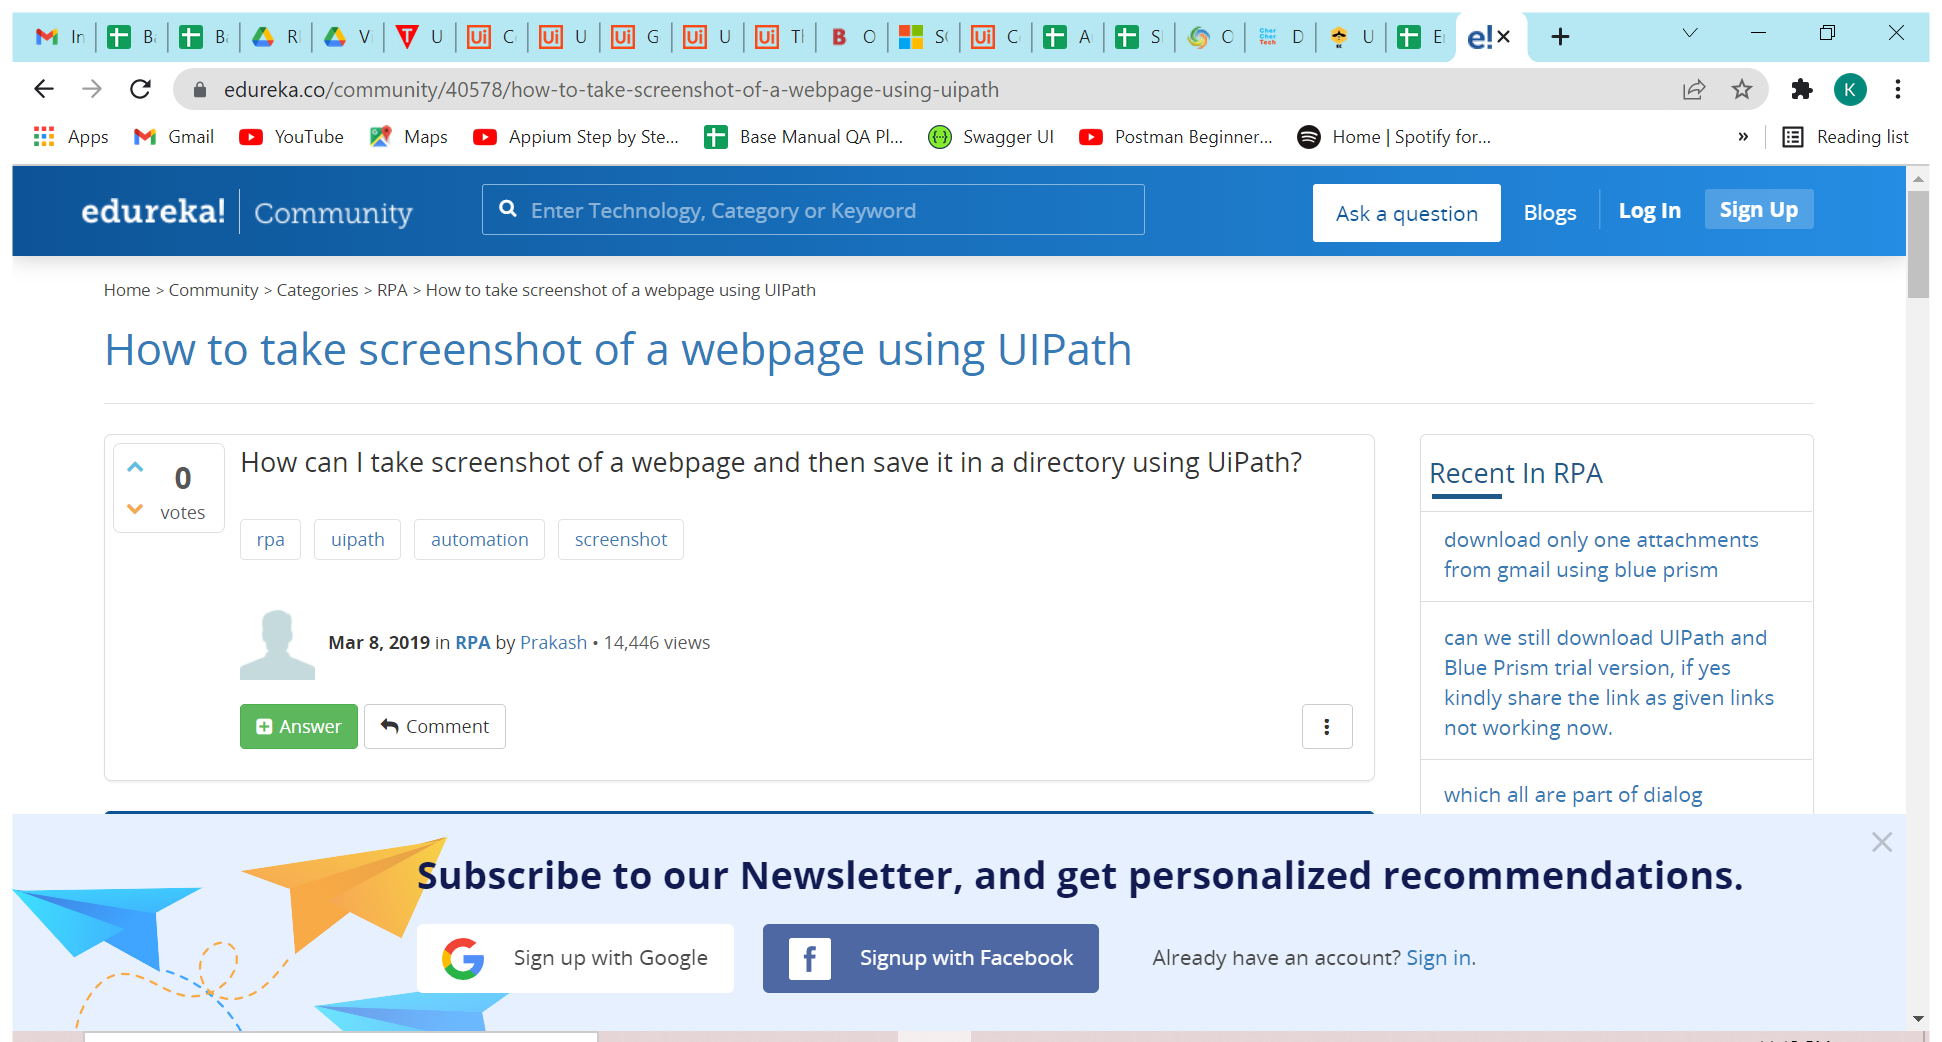 In
B
B
R
V
U
C
U
G
U
T
B O
S
C
A
S
O
D
U
E
e!
edureka.co/community/40578/how-to-take-screenshot-of-a-webpage-using-uipath
K
Apps
Gmail
YouTube
Maps
Appium Step by Ste...
Base Manual QA Pl...
Swagger UI
Postman Beginner...
Home | Spotify for...
»
Reading list
edureka! Community
Enter Technology, Category or Keyword
Ask a question
Blogs
Log In
Sign Up
Home > Community > Categories > RPA > How to take screenshot of a webpage using UIPath
How to take screenshot of a webpage using UIPath
0
votes
How can I take screenshot of a webpage and then save it in a directory using UiPath?
rpa
uipath
automation
screenshot
Mar 8, 2019 in RPA by Prakash • 14,446 views
Answer
Comment
Recent In RPA
download only one attachments
from gmail using blue prism
can we still download UIPath and
Blue Prism trial version, if yes
kindly share the link as given links
not working now.
which all are part of dialog
Subscribe to our Newsletter, and get personalized recommendations.
Sign up with Google
Signup with Facebook
Already have an account? Sign in.